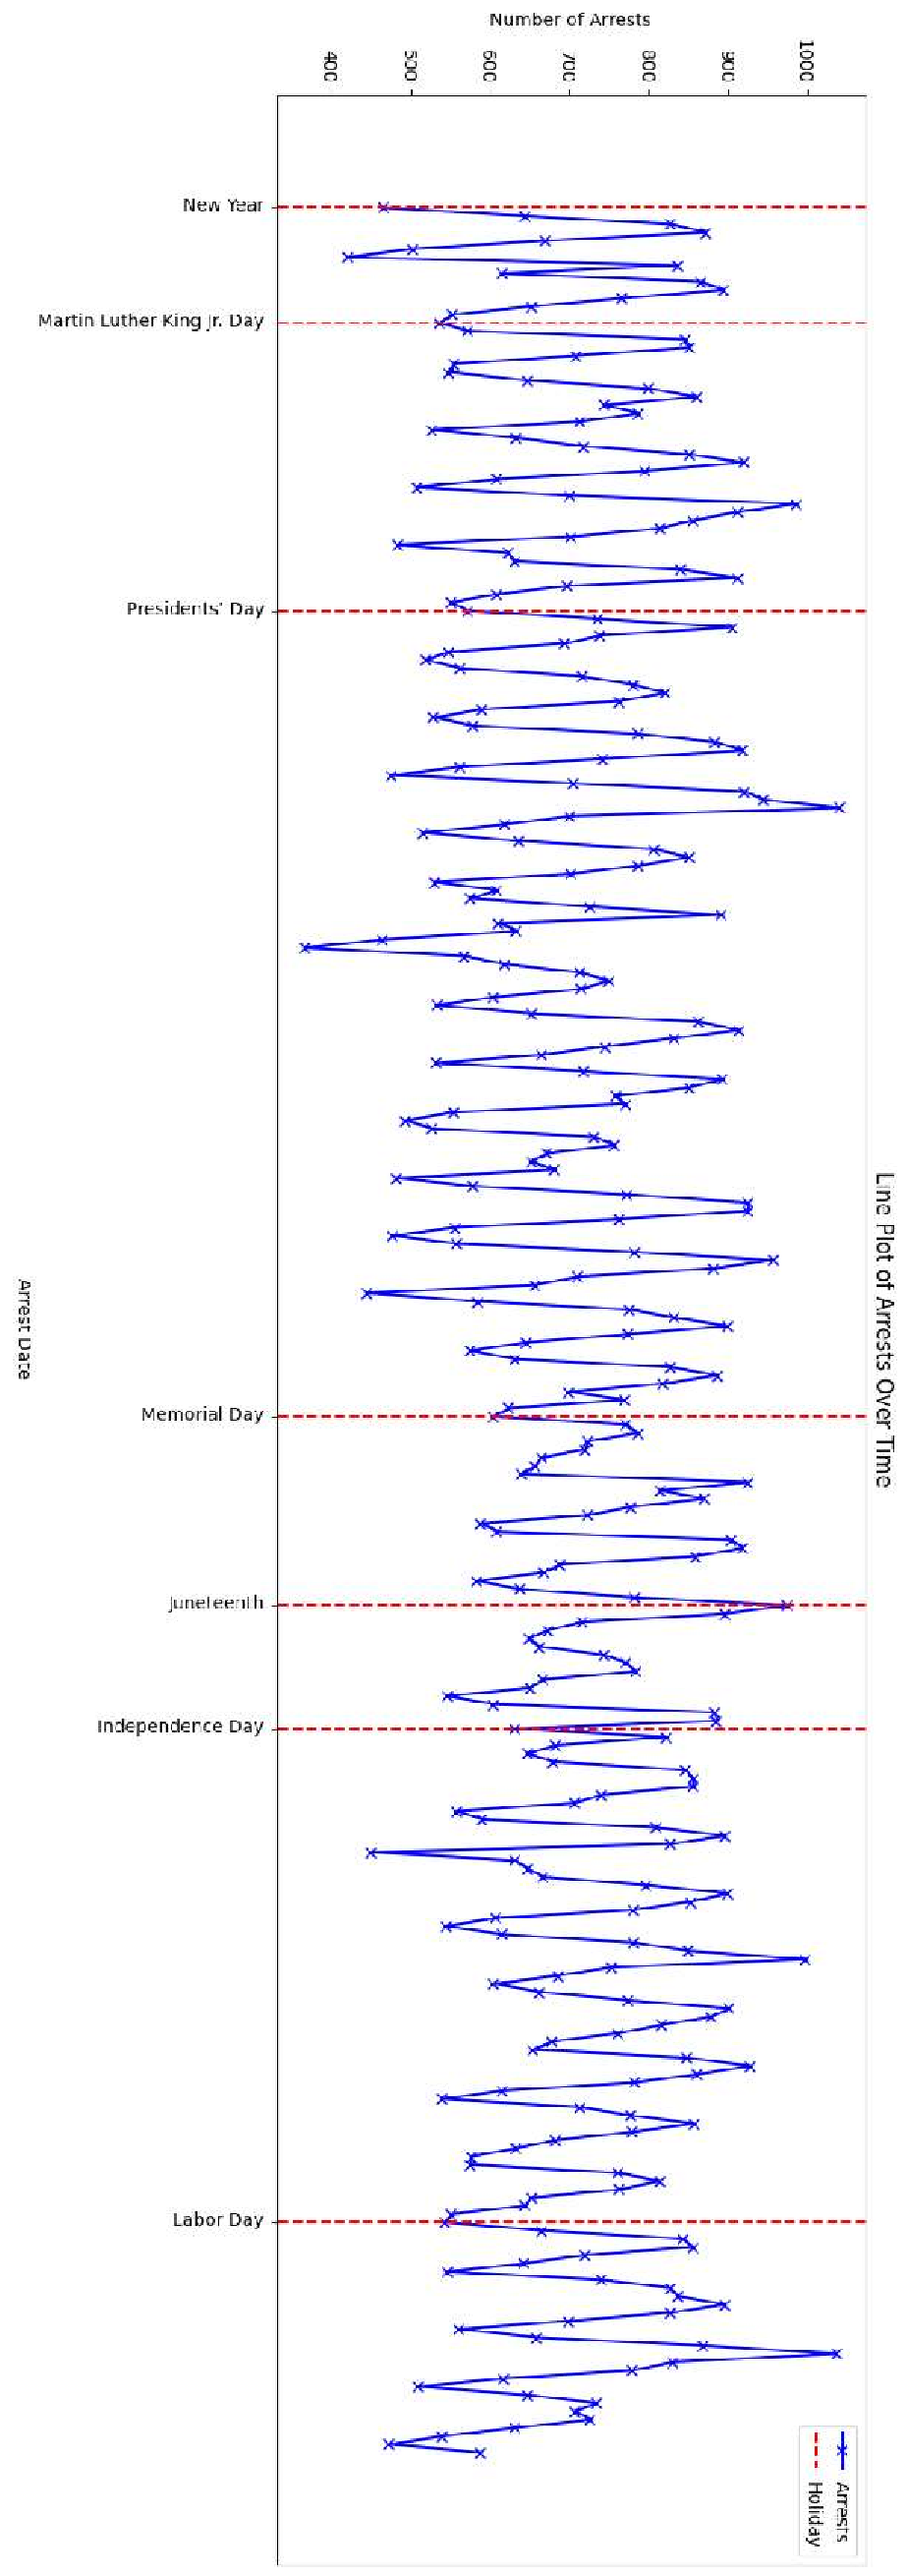 Line Plot of Arrests Over Time
Number of Arrests
1000
900
800
700
600
500
400
New Year
Martin Luther King Jr. Day
Presidents' Day
Memorial Day
Juneteenth
Independence Day
Labor Day
Arrest Date
Arrests
Holiday